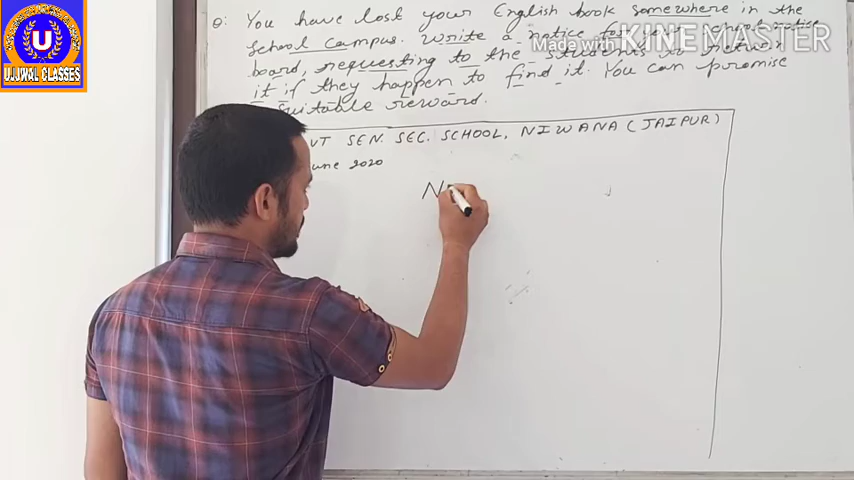 U
UJJWAL CLASSES
Q: You have lost your English book somewhere in the
school campus. Write a notice for your school notice
board, requesting to the students to return
it if they happen to find it. You can promise
suitable reward.
Made with KINEMASTER
SEN. SEC. SCHOOL, NIWANA (JAIPUR)
2020
N